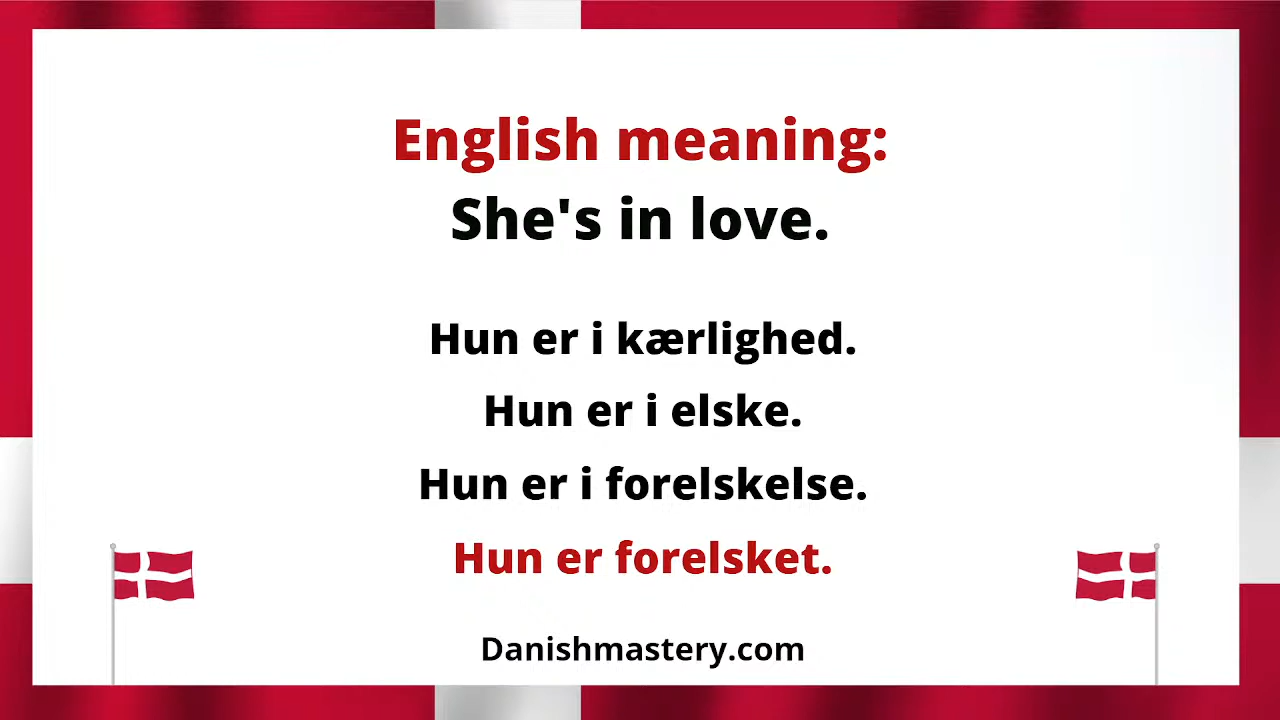 English meaning:
She's in love.
Hun er i kærlighed.
Hun er i elske.
Hun er i forelskelse.
Hun er forelsket.
Danishmastery.com